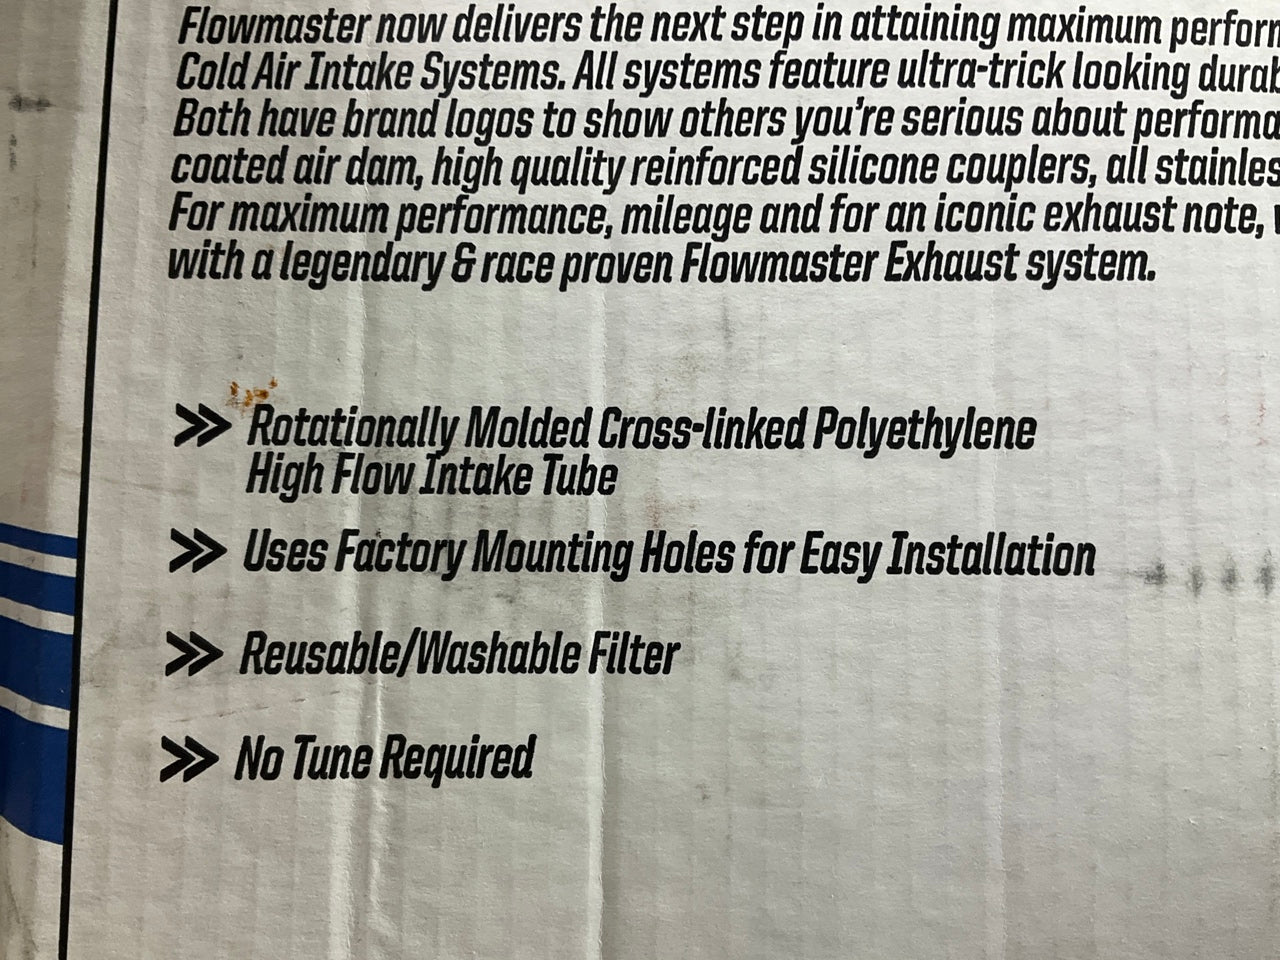 Flowmaster now delivers the next step in attaining maximum
Cold Air Intake Systems. All systems feature ultra-trick looking
Both have brand logos to show others you're serious about
coated air dam, high quality reinforced silicone couplers, all
For maximum performance, mileage and for an iconic exhaust note,
with a legendary & race proven Flowmaster Exhaust system.
>> Rotationally Molded Cross-linked Polyethylene
High Flow Intake Tube
>> Uses Factory Mounting Holes for Easy Installation
>> Reusable/Washable Filter
>> No Tune Required